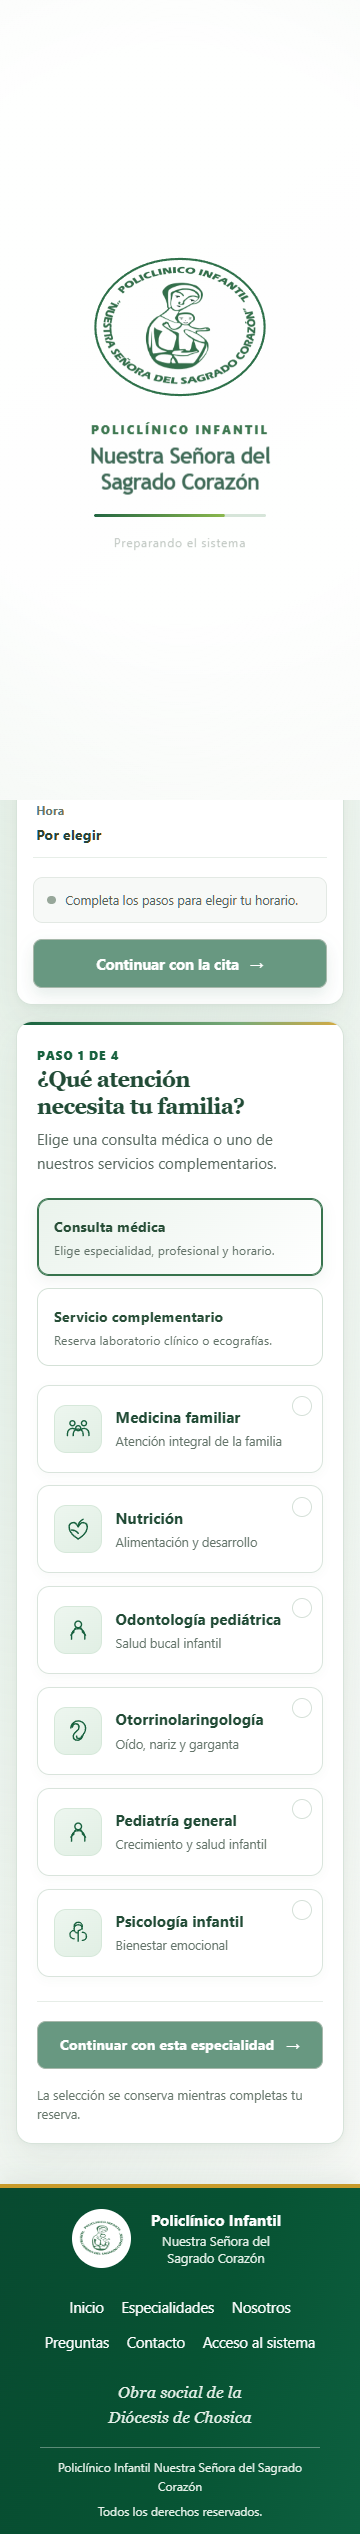 POLICLINICO INFANTIL
"NUESTRA SEÑORA DEL SAGRADO CORAZÓN"
POLICLÍNICO INFANTIL
Nuestra Señora del
Sagrado Corazón
Preparando el sistema
Hora
Por elegir
Completa los pasos para elegir tu horario.
Continuar con la cita →
PASO 1 DE 4
¿Qué atención
necesita tu familia?
Elige una consulta médica o uno de
nuestros servicios complementarios.
Consulta médica
Elige especialidad, profesional y horario.
Servicio complementario
Reserva laboratorio clínico o ecografías.
Medicina familiar
Atención integral de la familia
Nutrición
Alimentación y desarrollo
Odontología pediátrica
Salud bucal infantil
Otorrinolaringología
Oído, nariz y garganta
Pediatría general
Crecimiento y salud infantil
Psicología infantil
Bienestar emocional
Continuar con esta especialidad →
La selección se conserva mientras completas tu
reserva.
Policlínico Infantil
Nuestra Señora del
Sagrado Corazón
Inicio Especialidades Nosotros
Preguntas Contacto Acceso al sistema
Obra social de la
Diócesis de Chosica
Policlínico Infantil Nuestra Señora del Sagrado
Corazón
Todos los derechos reservados.